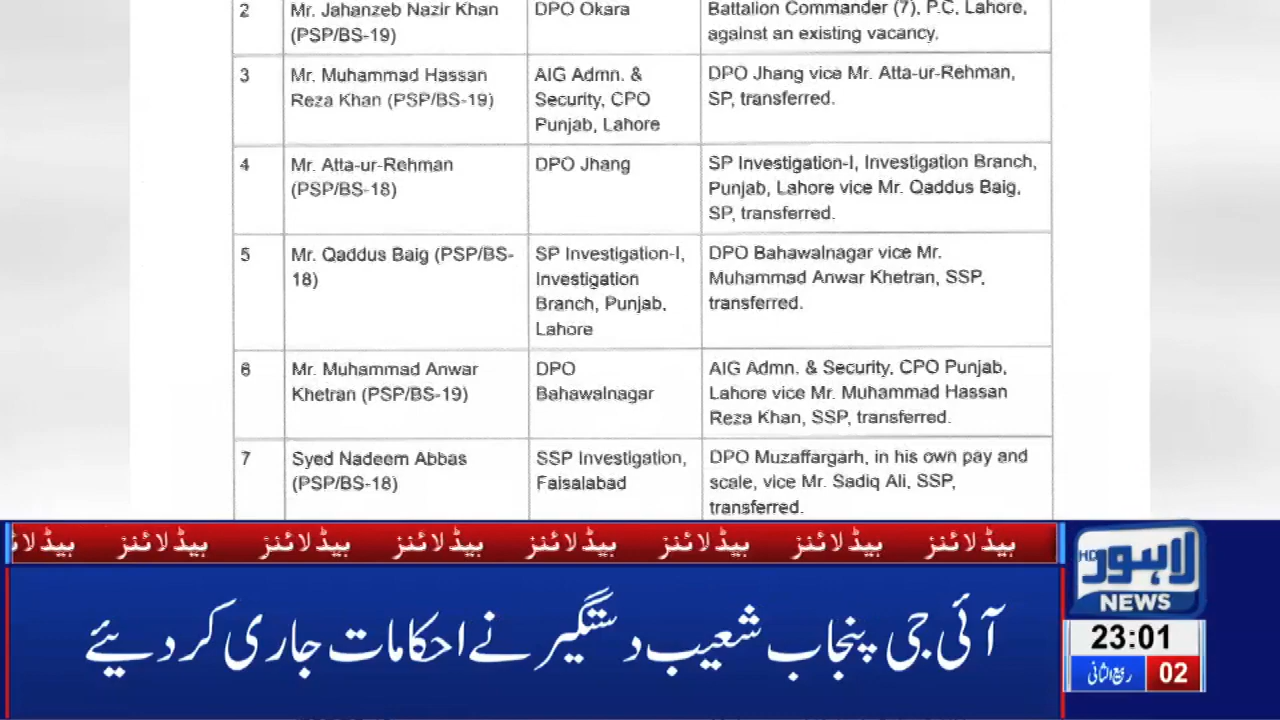 2
Mr. Jahanzeb Nazir Khan
(PSP/BS-19)
DPO Okara
Battalion Commander (7), P.C, Lahore,
against an existing vacancy.
3
Mr. Muhammad Hassan
Reza Khan (PSP/BS-19)
AIG Admn. &
Security, CPO
Punjab, Lahore
DPO Jhang vice Mr. Atta-ur-Rehman,
SP, transferred.
4
Mr. Atta-ur-Rehman
(PSP/BS-18)
DPO Jhang
SP Investigation-I, Investigation Branch,
Punjab, Lahore vice Mr. Qaddus Baig,
SP, transferred.
5
Mr. Qaddus Baig (PSP/BS-
18)
SP Investigation-I,
Investigation
Branch, Punjab,
Lahore
DPO Bahawalnagar vice Mr.
Muhammad Anwar Khetran, SSP,
transferred.
6
Mr. Muhammad Anwar
Khetran (PSP/BS-19)
DPO
Bahawalnagar
AIG Admn. & Security, CPO Punjab,
Lahore vice Mr. Muhammad Hassan
Reza Khan, SSP, transferred.
7
Syed Nadeem Abbas
(PSP/BS-18)
SSP Investigation,
Faisalabad
DPO Muzaffargarh, in his own pay and
scale, vice Mr. Sadiq Ali, SSP,
transferred.
ہیڈلائنز ہیڈلائنز ہیڈلائنز ہیڈلائنز ہیڈلائنز ہیڈلائنز ہیڈلائنز ہیڈلائنز
آئی جی پنجاب شعیب دستگیر نے احکامات جاری کر دیئے
لاہور HD
NEWS
23:01
ربیع الثانی 02